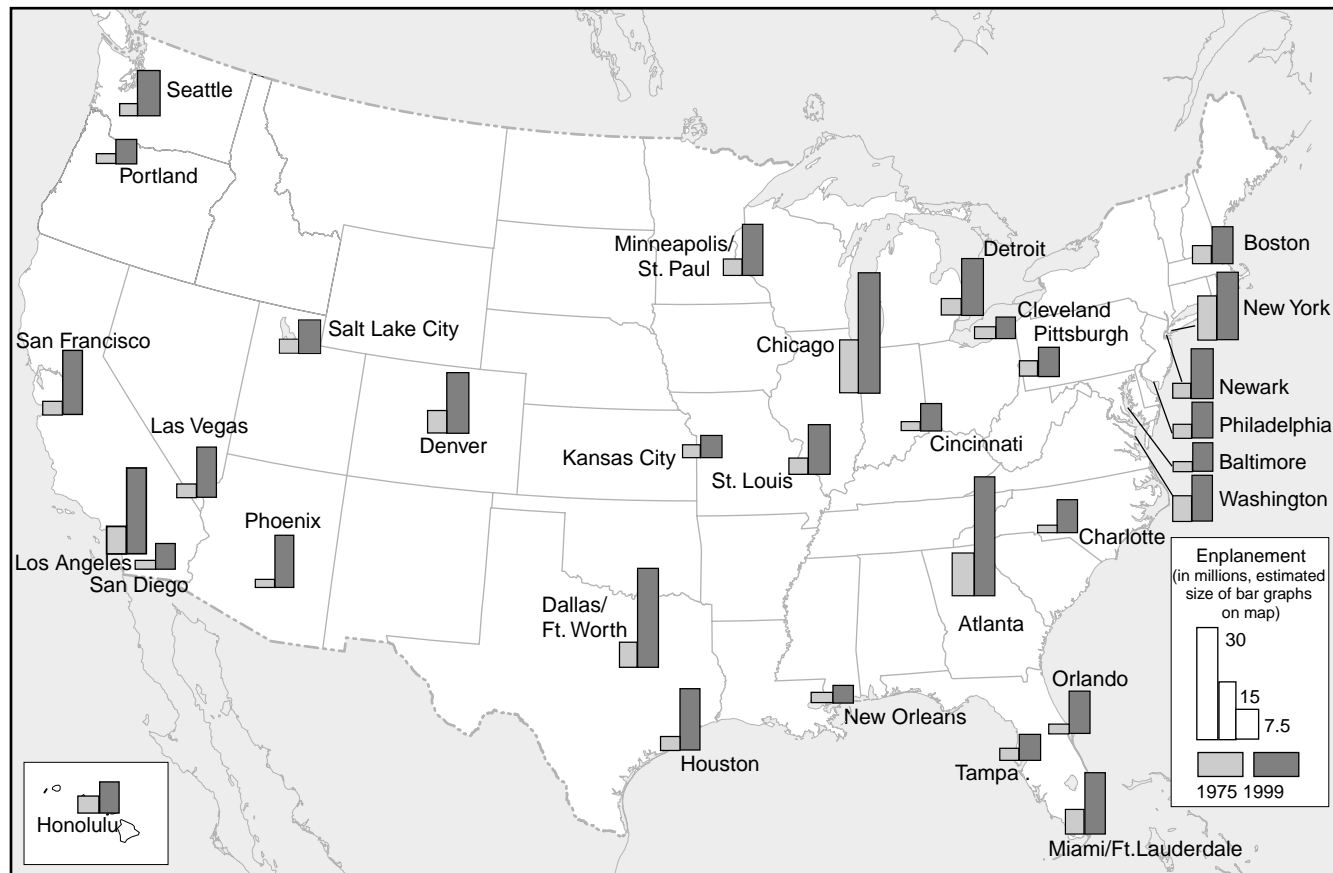 Seattle
Portland
Minneapolis/
St. Paul
Detroit
Boston
New York
Cleveland
Pittsburgh
San Francisco
Salt Lake City
Chicago
Newark
Philadelphia
Baltimore
Washington
Las Vegas
Denver
Kansas City
St. Louis
Cincinnati
Charlotte
Phoenix
Los Angeles
San Diego
Dallas/
Ft. Worth
Atlanta
Orlando
New Orleans
Houston
Tampa .
Miami/Ft.Lauderdale
Honolulu
Enplanement
(in millions, estimated
size of bar graphs
on map)
30
15
7.5
1975 1999